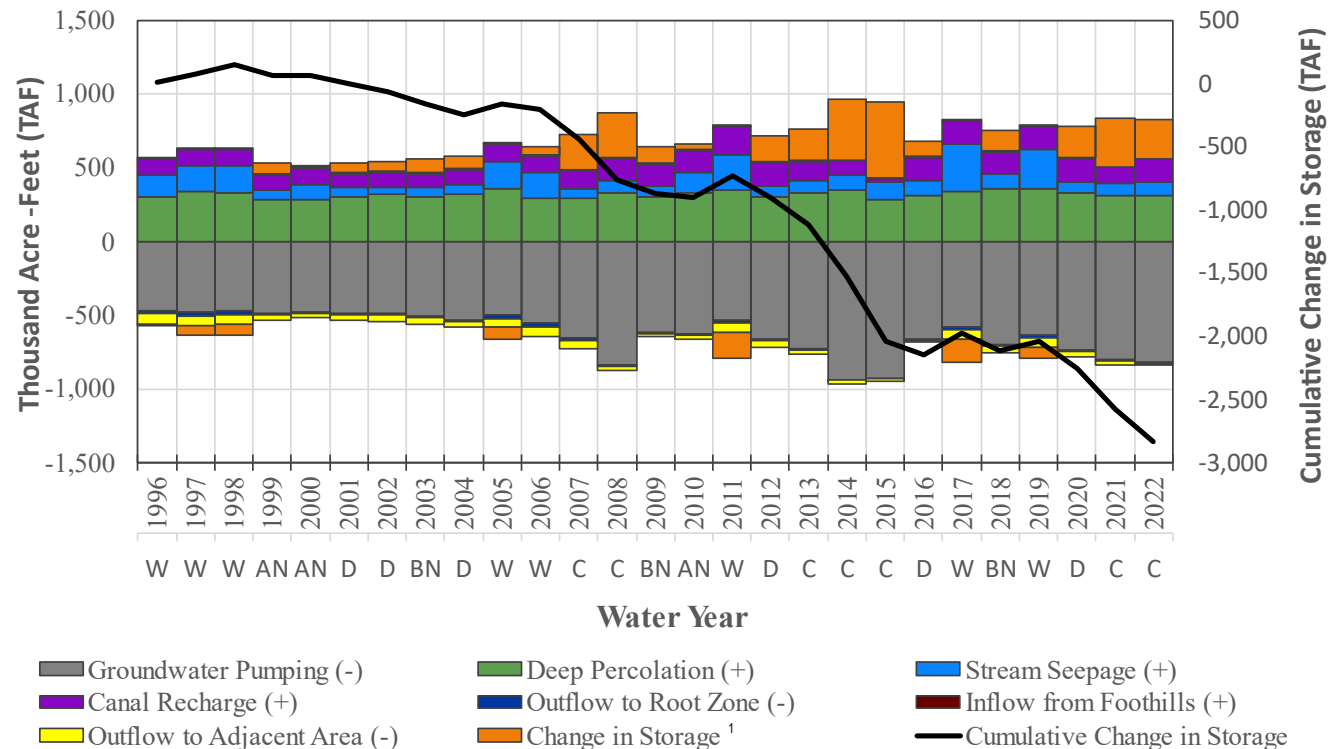 1,500
1,000
500
0
-500
-1,000
-1,500
Thousand Acre -Feet (TAF)
500
0
-500
-1,000
-1,500
-2,000
-2,500
-3,000
Cumulative Change in Storage (TAF)
1996 1997 1998 1999 2000 2001 2002 2003 2004 2005 2006 2007 2008 2009 2010 2011 2012 2013 2014 2015 2016 2017 2018 2019 2020 2021 2022
W W W AN AN D D BN D W W C C BN AN W D C C C D W BN W D C C
Water Year
Groundwater Pumping (-) Deep Percolation (+) Stream Seepage (+)
Canal Recharge (+) Outflow to Root Zone (-) Inflow from Foothills (+)
Outflow to Adjacent Area (-) Change in Storage ¹ Cumulative Change in Storage